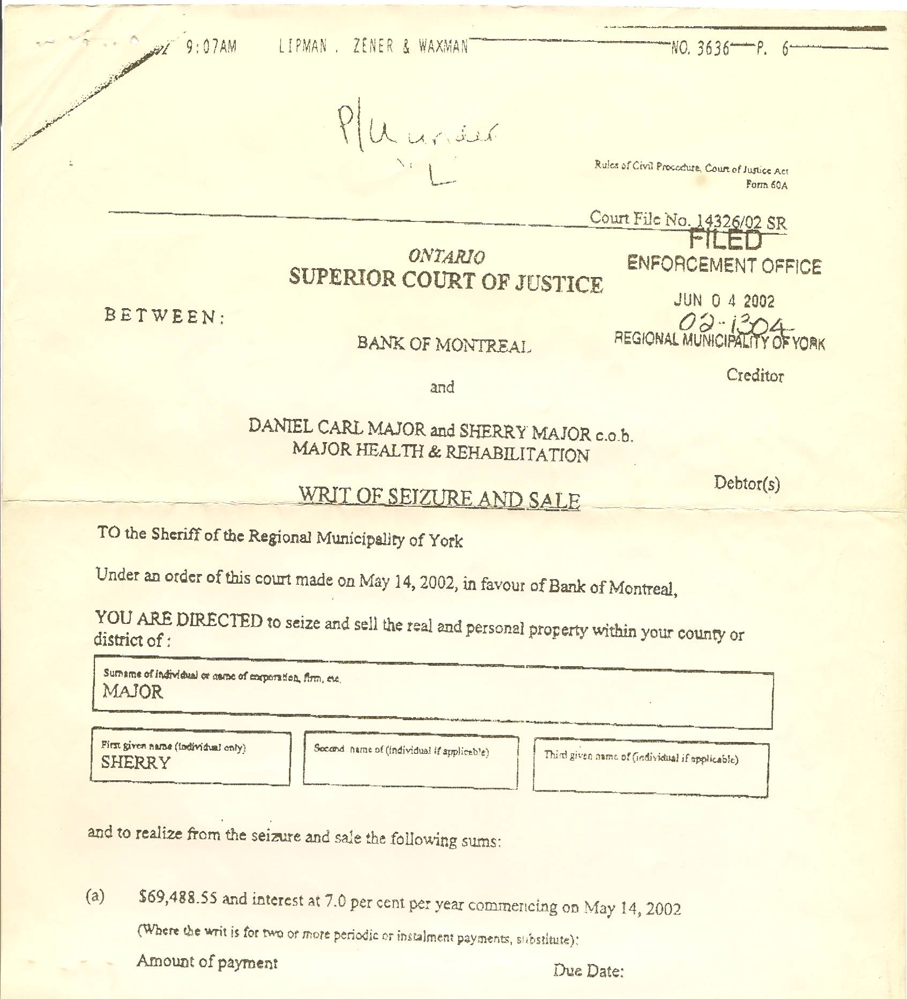 9:07AM LIPMAN . ZENER & WAXMAN NO. 3636 P. 6
Rules of Civil Procedure, Court of Justice Act
Form 60A
Court File No. 14326/02 SR
FILED
ENFORCEMENT OFFICE
JUN 04 2002
02-1304
REGIONAL MUNICIPALITY OF YORK
ONTARIO
SUPERIOR COURT OF JUSTICE
BETWEEN:
BANK OF MONTREAL
Creditor
and
DANIEL CARL MAJOR and SHERRY MAJOR c.o.b.
MAJOR HEALTH & REHABILITATION
Debtor(s)
WRIT OF SEIZURE AND SALE
TO the Sheriff of the Regional Municipality of York
Under an order of this court made on May 14, 2002, in favour of Bank of Montreal,
YOU ARE DIRECTED to seize and sell the real and personal property within your county or
district of :
Surname of individual or name of corporation, firm, etc.
MAJOR
First given name (individual only)
SHERRY
Second name of (individual if applicable)
Third given name of (individual if applicable)
and to realize from the seizure and sale the following sums:
(a) $69,488.55 and interest at 7.0 per cent per year commencing on May 14, 2002
(Where the writ is for two or more periodic or instalment payments, substitute):
Amount of payment Due Date: